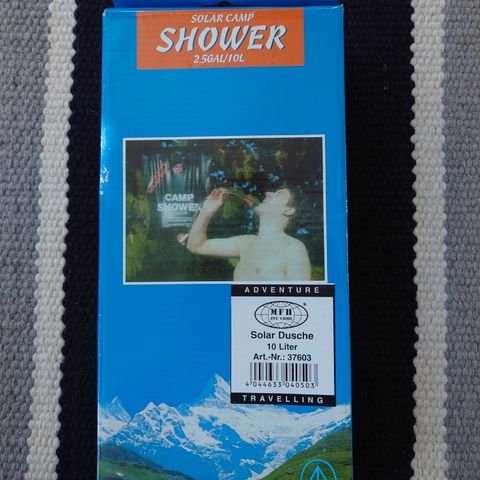 SOLAR CAMP
SHOWER
2.5GAL/10L
CAMP
SHOWER
ADVENTURE
MFH
INT. COMP.
Solar Dusche
10 Liter
Art.-Nr.: 37603
4 044633 040503
TRAVELLING